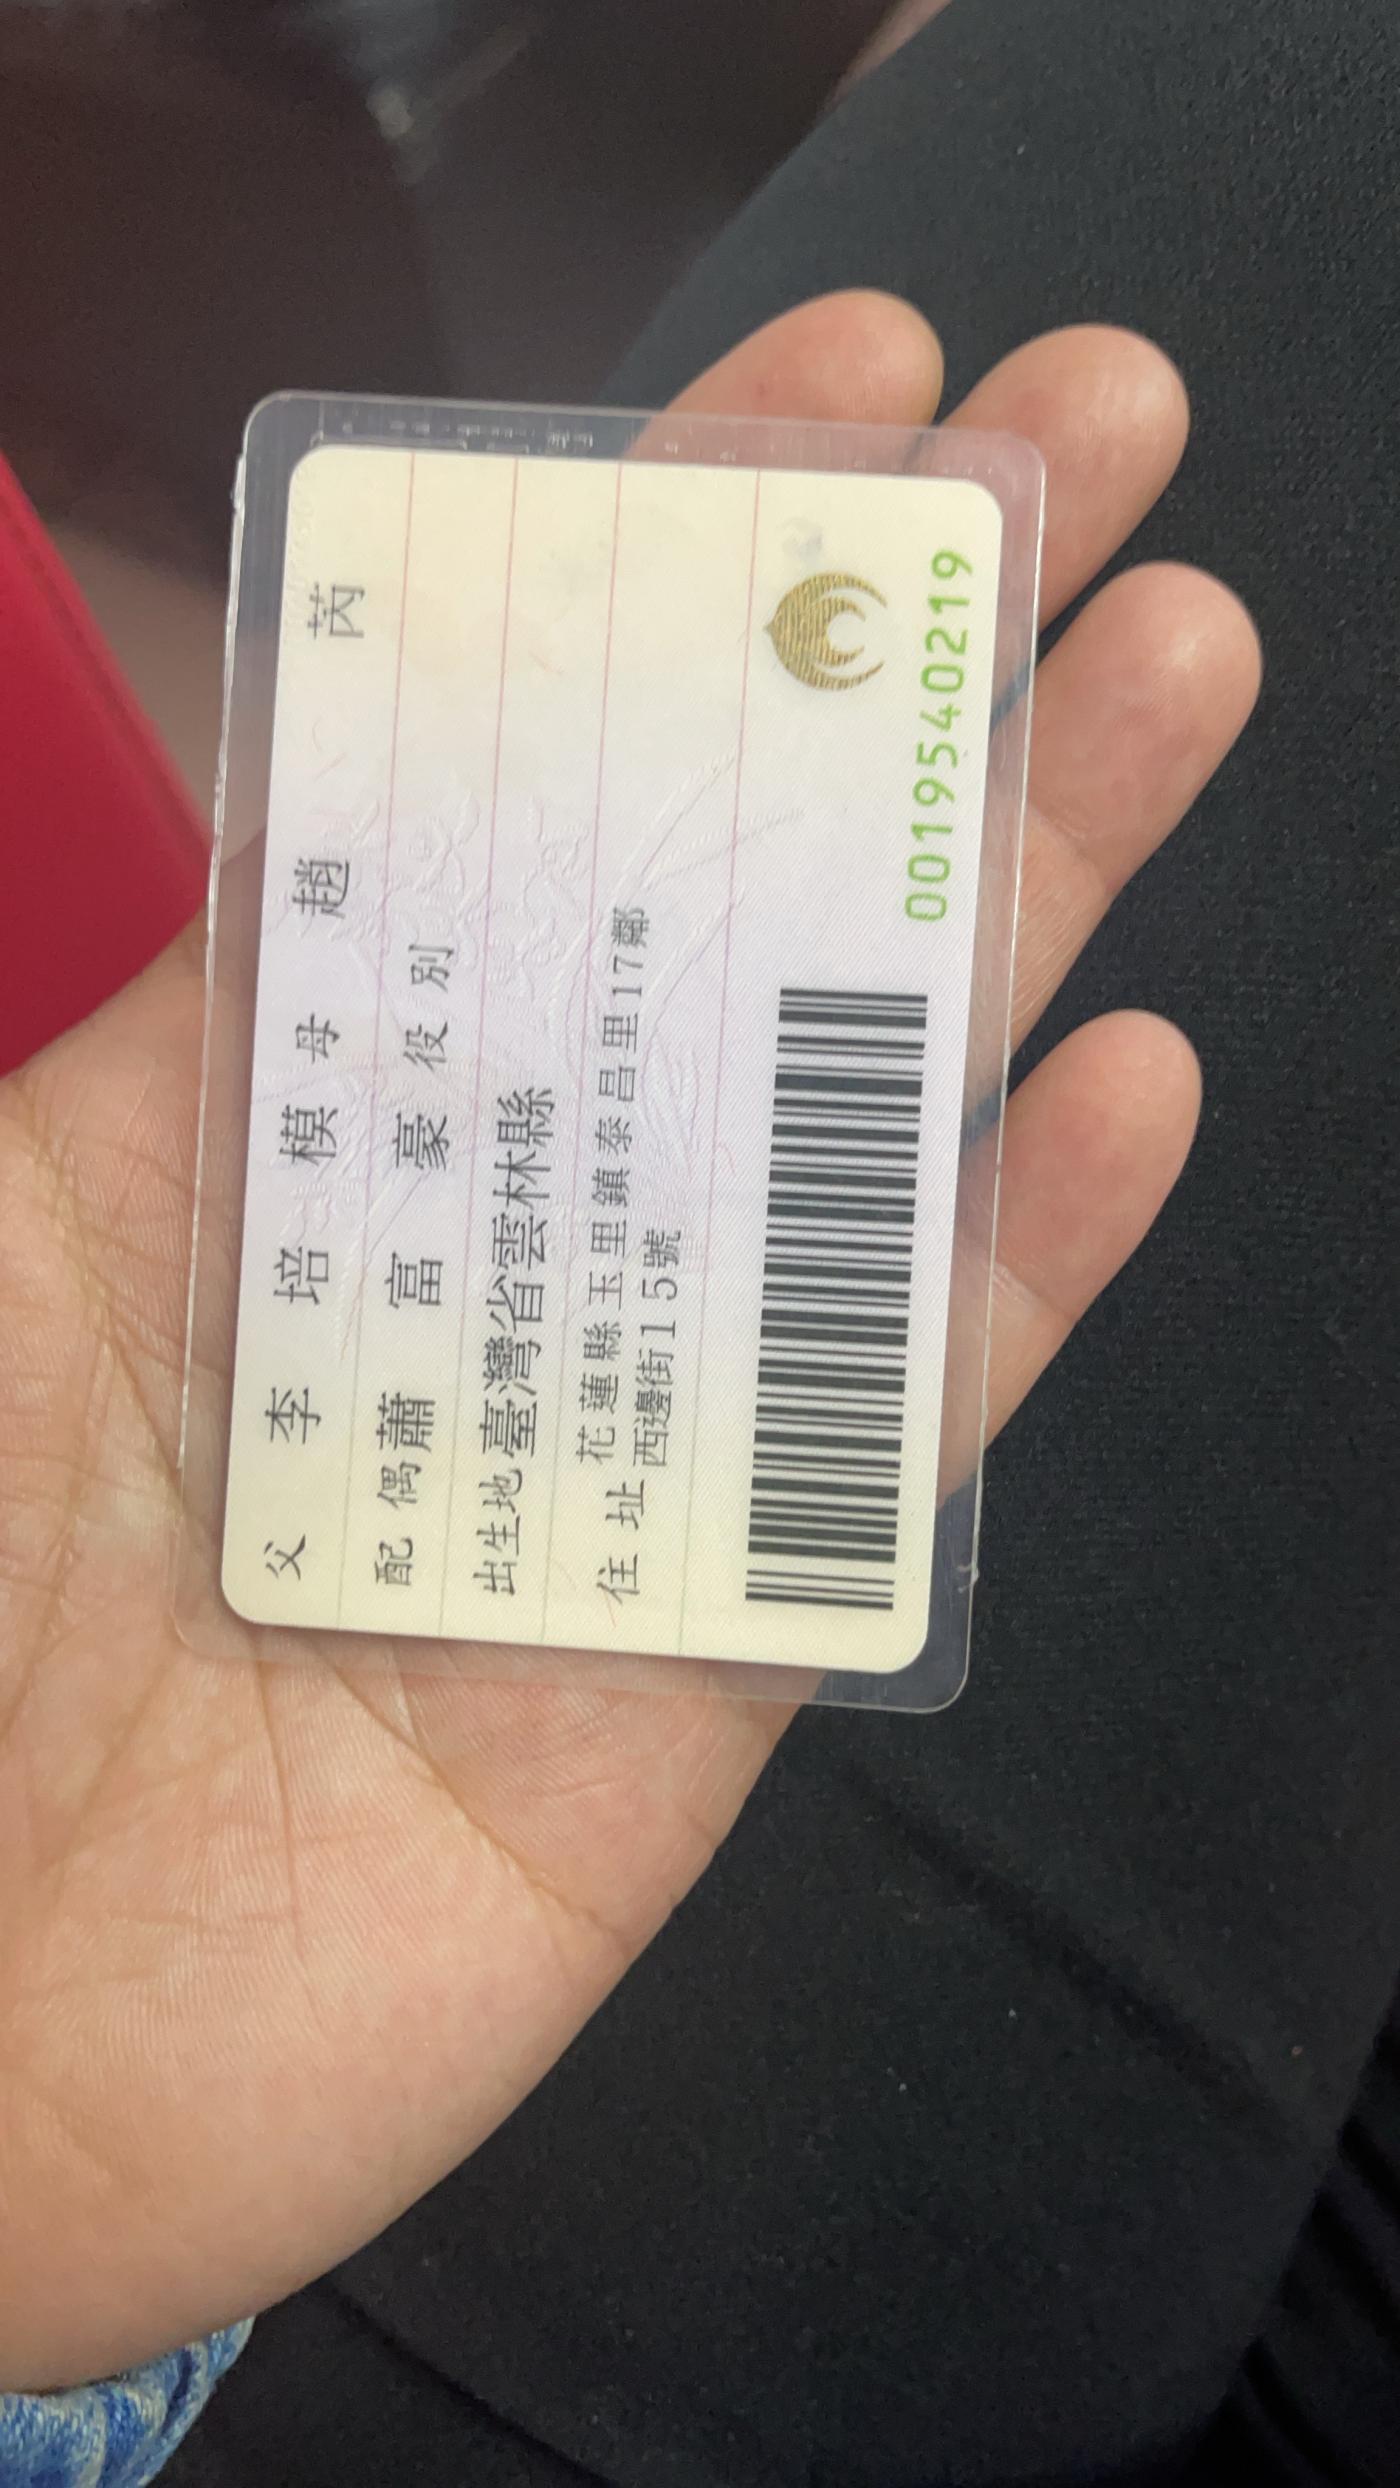 父 李 培 模 母 趙 芮
配 偶 蕭 富 豪 役 別
出生地 臺灣省雲林縣
住 址 花蓮縣玉里鎮泰昌里17鄰
西邊街15號
0019540219